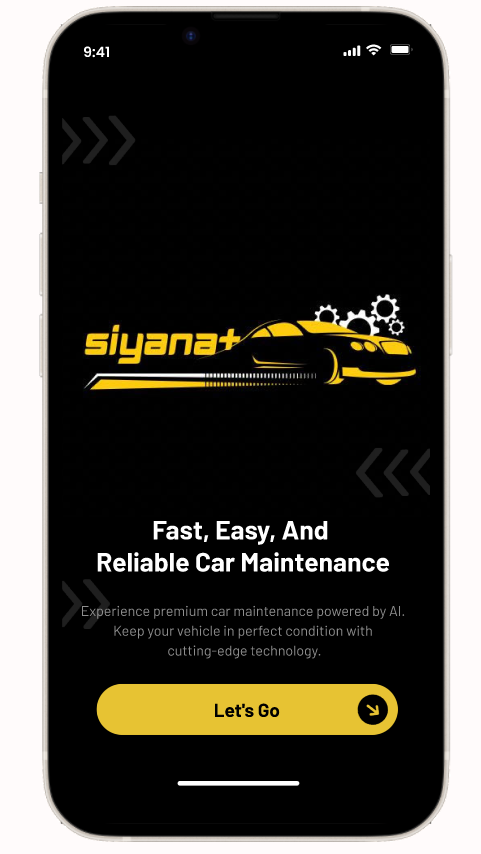 9:41
siyana+
Fast, Easy, And
Reliable Car Maintenance
Experience premium car maintenance powered by AI.
Keep your vehicle in perfect condition with
cutting-edge technology.
Let's Go